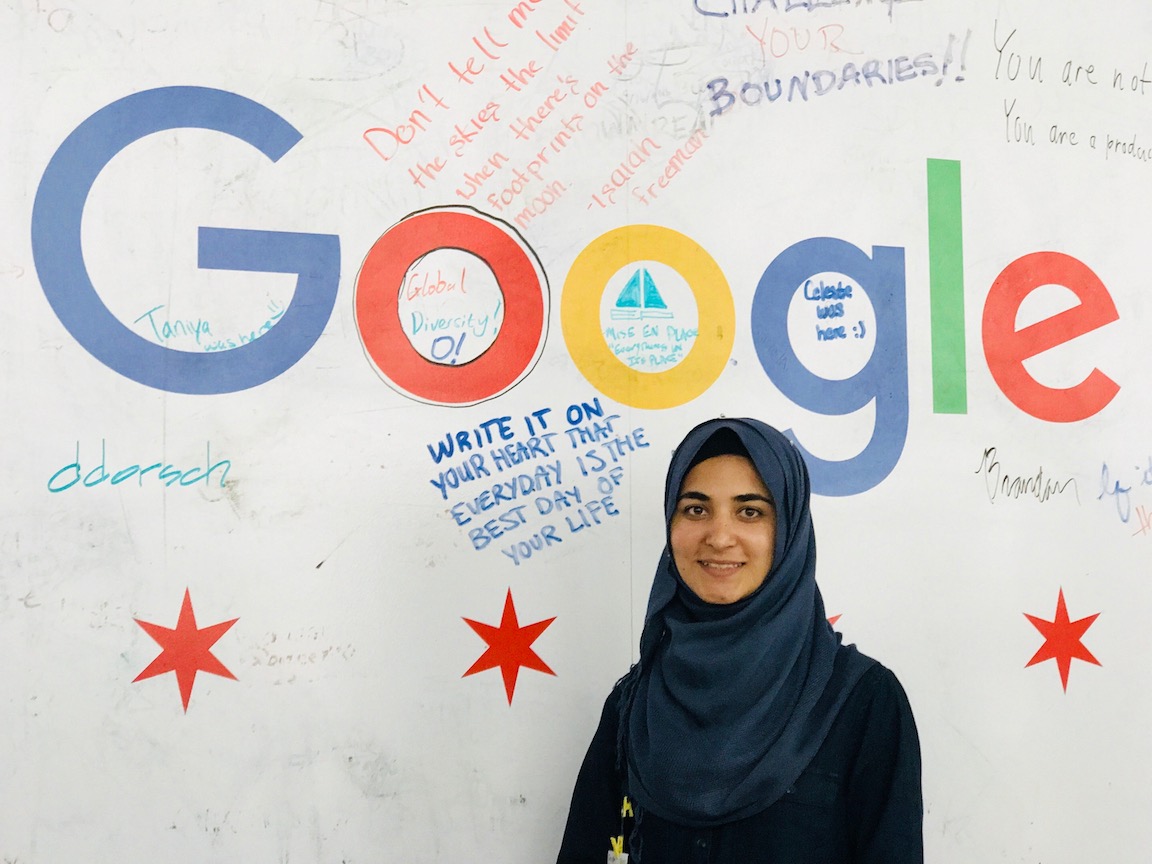 CHALLENGE
YOUR
BOUNDARIES!!
Don't tell me
the skies the limit
when there's
footprints on the
moon.
-Isaiah
freeman
You are not
You are a
Google
Taniya
was here
Global
Diversity!
O!
MISE EN PLACE
"EVERYTHING IN
ITS PLACE"
Celeste
was
here :)
WRITE IT ON
YOUR HEART THAT
EVERYDAY IS THE
BEST DAY OF
YOUR LIFE
ddorsch
Brandon